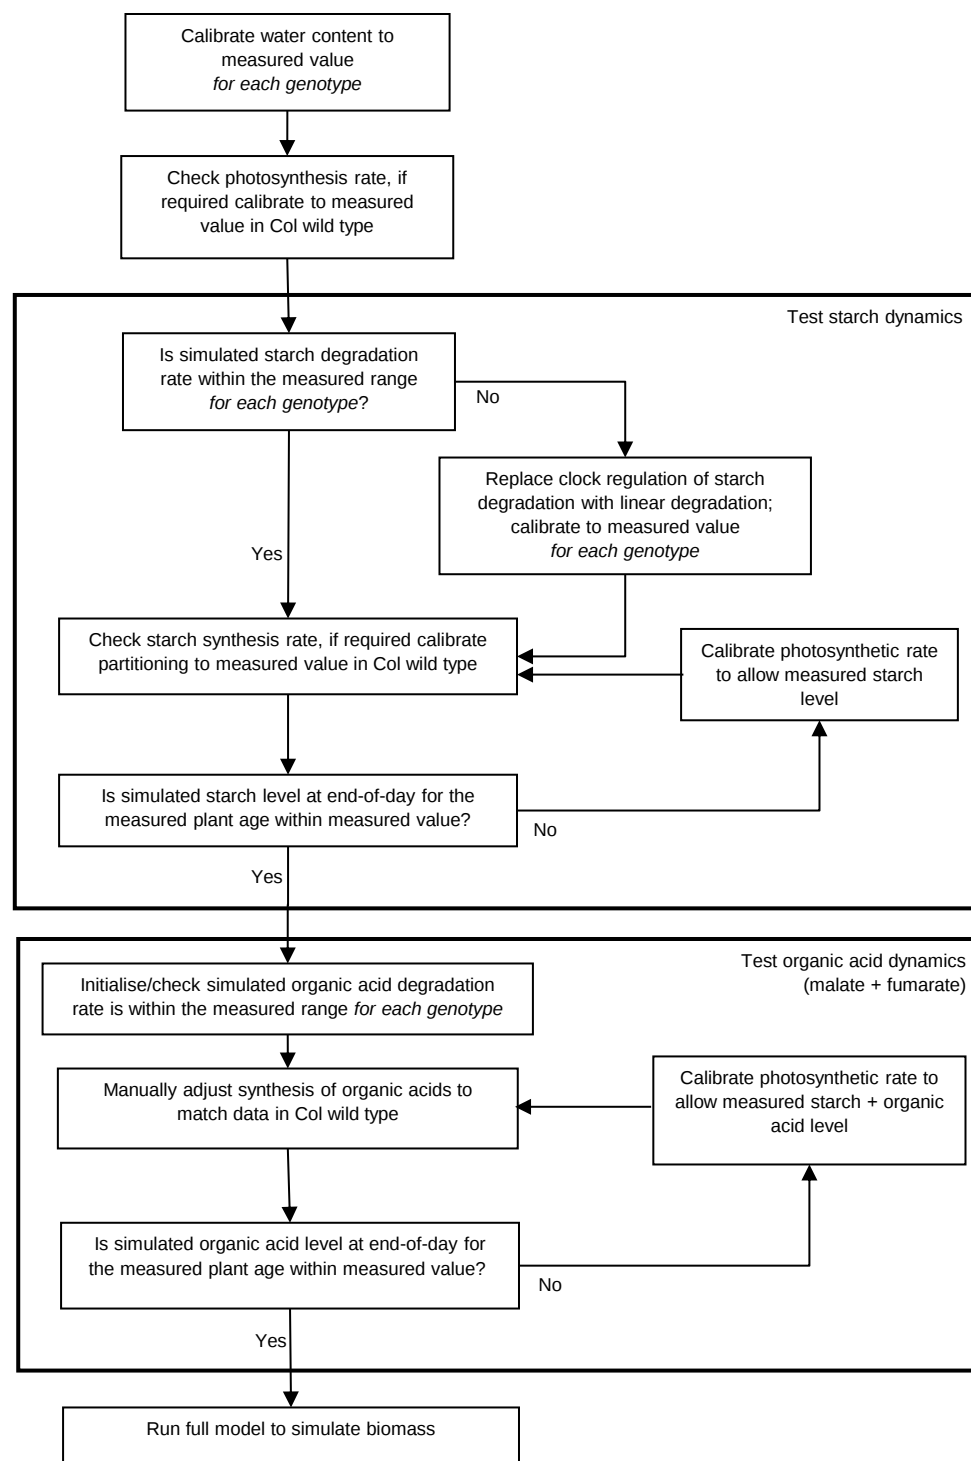 Calibrate water content to
measured value
for each genotype
Check photosynthesis rate, if
required calibrate to measured
value in Col wild type
Test starch dynamics
Is simulated starch degradation
rate within the measured range
for each genotype?
No
Replace clock regulation of starch
degradation with linear degradation;
calibrate to measured value
for each genotype
Yes
Check starch synthesis rate, if required calibrate
partitioning to measured value in Col wild type
Calibrate photosynthetic rate
to allow measured starch
level
Is simulated starch level at end-of-day for the
measured plant age within measured value?
No
Yes
Test organic acid dynamics
(malate + fumarate)
Initialise/check simulated organic acid degradation
rate is within the measured range for each genotype
Manually adjust synthesis of organic acids to
match data in Col wild type
Calibrate photosynthetic rate to
allow measured starch + organic
acid level
Is simulated organic acid level at end-of-day for
the measured plant age within measured value?
No
Yes
Run full model to simulate biomass